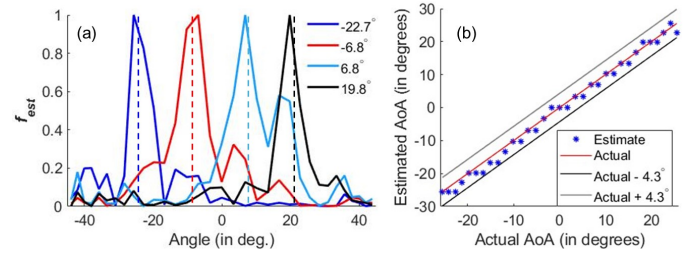 (a)
1
0.8
0.6
0.4
0.2
0
f_est
-40 -20 0 20 40
Angle (in deg.)
-22.7°
-6.8°
6.8°
19.8°
(b)
30
20
10
0
-10
-20
-30
Estimated AoA (in degrees)
-20 -10 0 10 20
Actual AoA (in degrees)
Estimate
Actual
Actual - 4.3°
Actual + 4.3°